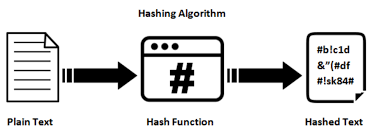 Hashing Algorithm
#
#b!c1d
&"(#df
#!sk84#
Plain Text
Hash Function
Hashed Text